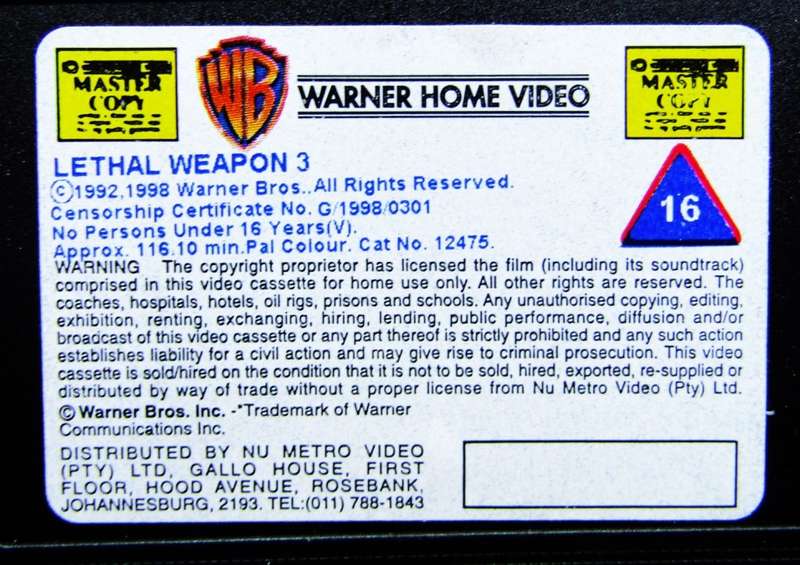 MASTER
COPY
WB
WARNER HOME VIDEO
MASTER
COPY
LETHAL WEAPON 3
©1992,1998 Warner Bros., All Rights Reserved.
Censorship Certificate No. G/1998/0301
No Persons Under 16 Years(V).
Approx. 116.10 min.Pal Colour. Cat No. 12475.
16
WARNING The copyright proprietor has licensed the film (including its soundtrack)
comprised in this video cassette for home use only. All other rights are reserved. The
coaches, hospitals, hotels, oil rigs, prisons and schools. Any unauthorised copying, editing,
exhibition, renting, exchanging, hiring, lending, public performance, diffusion and/or
broadcast of this video cassette or any part thereof is strictly prohibited and any such action
establishes liability for a civil action and may give rise to criminal prosecution. This video
cassette is sold/hired on the condition that it is not to be sold, hired, exported, re-supplied or
distributed by way of trade without a proper license from Nu Metro Video (Pty) Ltd.
© Warner Bros. Inc. -*Trademark of Warner
Communications Inc.
DISTRIBUTED BY NU METRO VIDEO
(PTY) LTD, GALLO HOUSE, FIRST
FLOOR, HOOD AVENUE, ROSEBANK,
JOHANNESBURG, 2193. TEL:(011) 788-1843